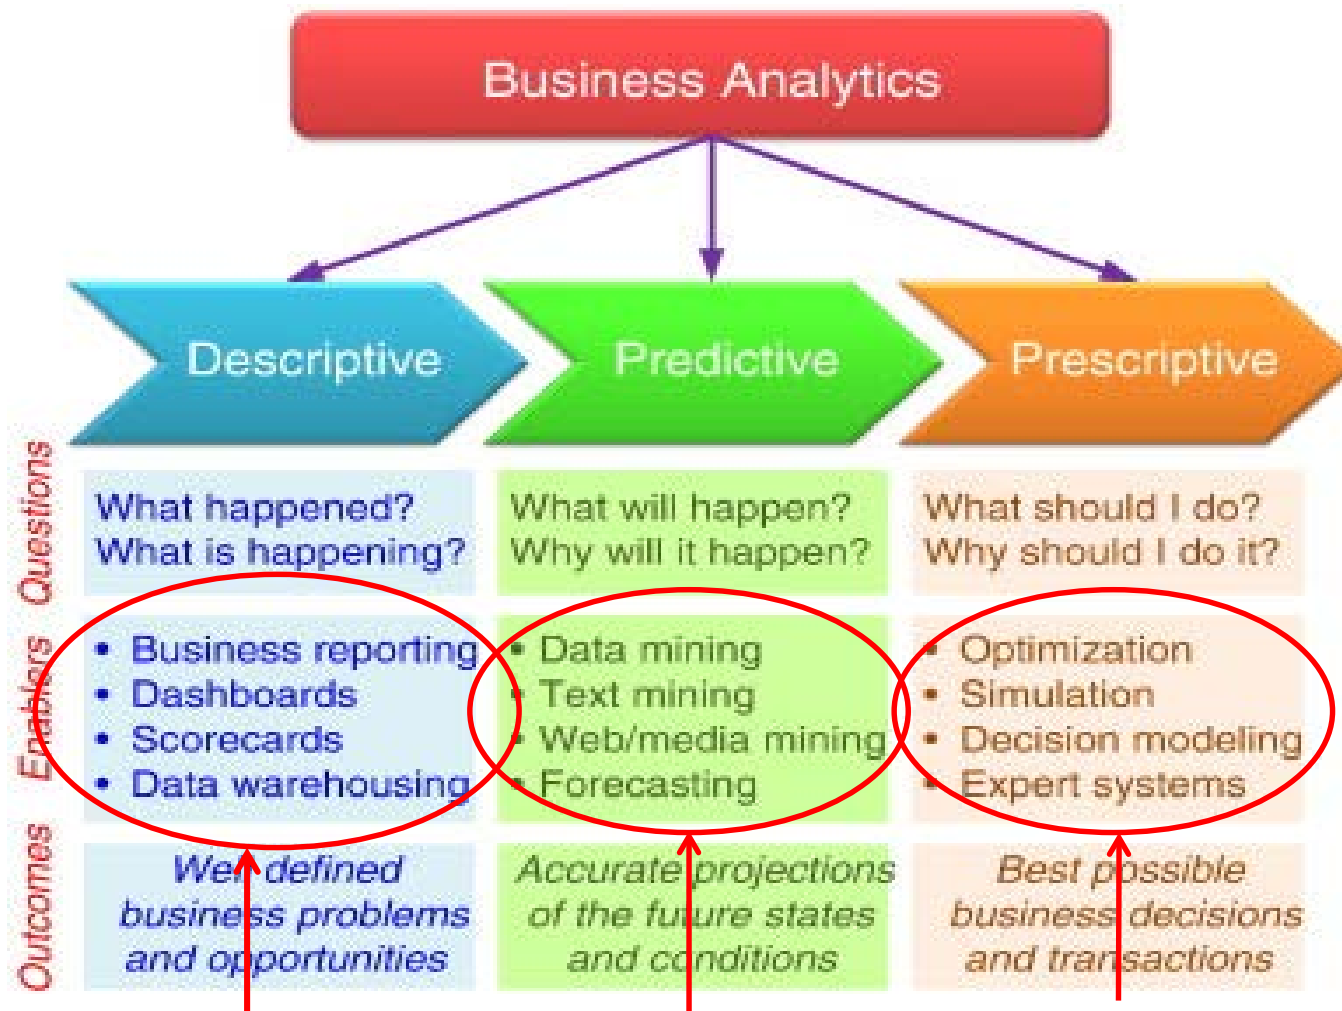 Business Analytics
Descriptive
Predictive
Prescriptive
Questions
What happened?
What is happening?
What will happen?
Why will it happen?
What should I do?
Why should I do it?
Enablers
• Business reporting
• Dashboards
• Scorecards
• Data warehousing
• Data mining
• Text mining
• Web/media mining
• Forecasting
• Optimization
• Simulation
• Decision modeling
• Expert systems
Outcomes
Well defined
business problems
and opportunities
Accurate projections
of the future states
and conditions
Best possible
business decisions
and transactions